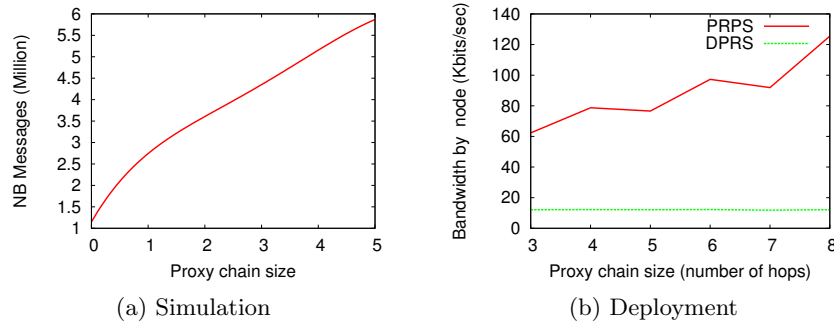 NB Messages (Million)
6
5.5
5
4.5
4
3.5
3
2.5
2
1.5
1
0 1 2 3 4 5
Proxy chain size
(a) Simulation
Bandwidth by node (Kbits/sec)
140
120
100
80
60
40
20
0
PRPS
DPRS
3 4 5 6 7 8
Proxy chain size (number of hops)
(b) Deployment